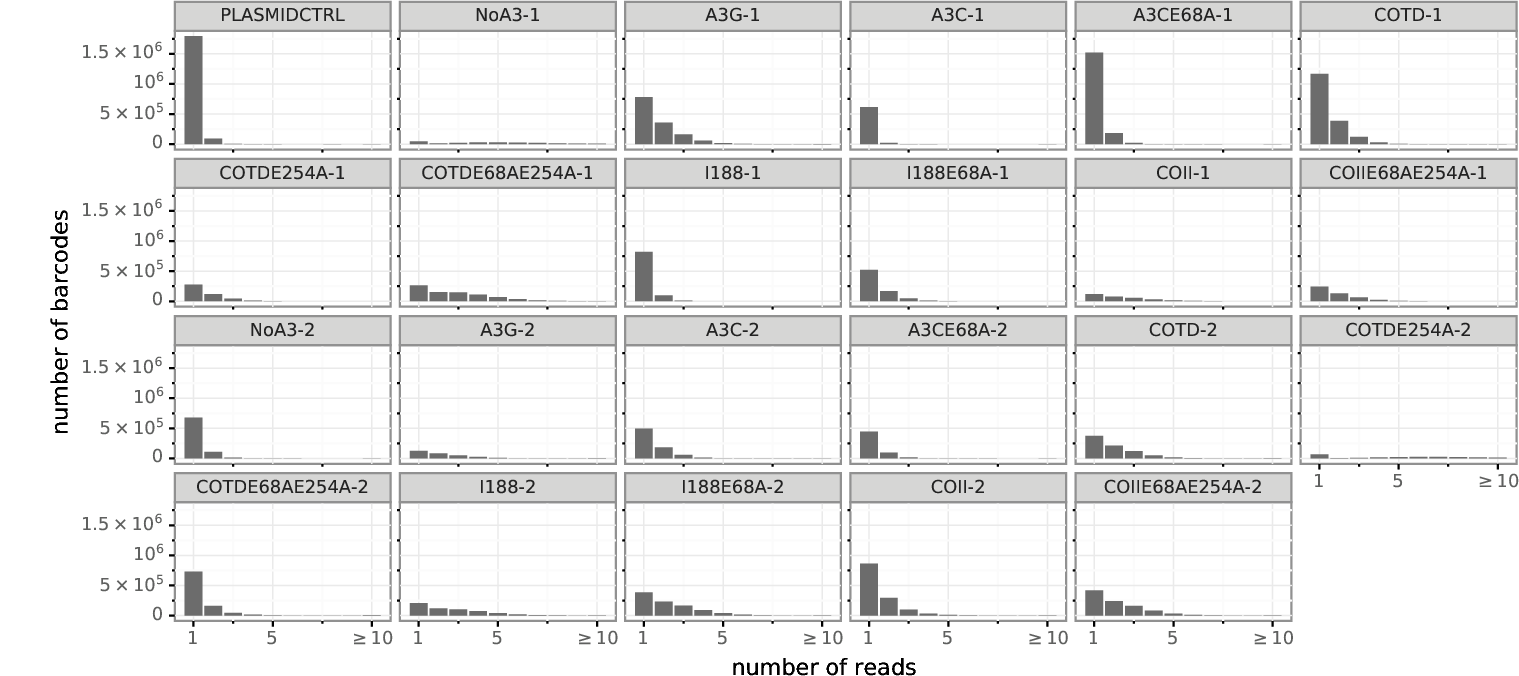 PLASMIDCTRL NoA3-1 A3G-1 A3C-1 A3CE68A-1 COTD-1
1.5 × 10⁶
10⁶
5 × 10⁵
0
COTDE254A-1 COTDE68AE254A-1 I188-1 I188E68A-1 COII-1 COIIE68AE254A-1
1.5 × 10⁶
10⁶
5 × 10⁵
0
number of barcodes
NoA3-2 A3G-2 A3C-2 A3CE68A-2 COTD-2 COTDE254A-2
1.5 × 10⁶
10⁶
5 × 10⁵
0
1 5 ≥ 10
COTDE68AE254A-2 I188-2 I188E68A-2 COII-2 COIIE68AE254A-2
1.5 × 10⁶
10⁶
5 × 10⁵
0
1 5 ≥ 10 1 5 ≥ 10 1 5 ≥ 10 1 5 ≥ 10 1 5 ≥ 10
number of reads